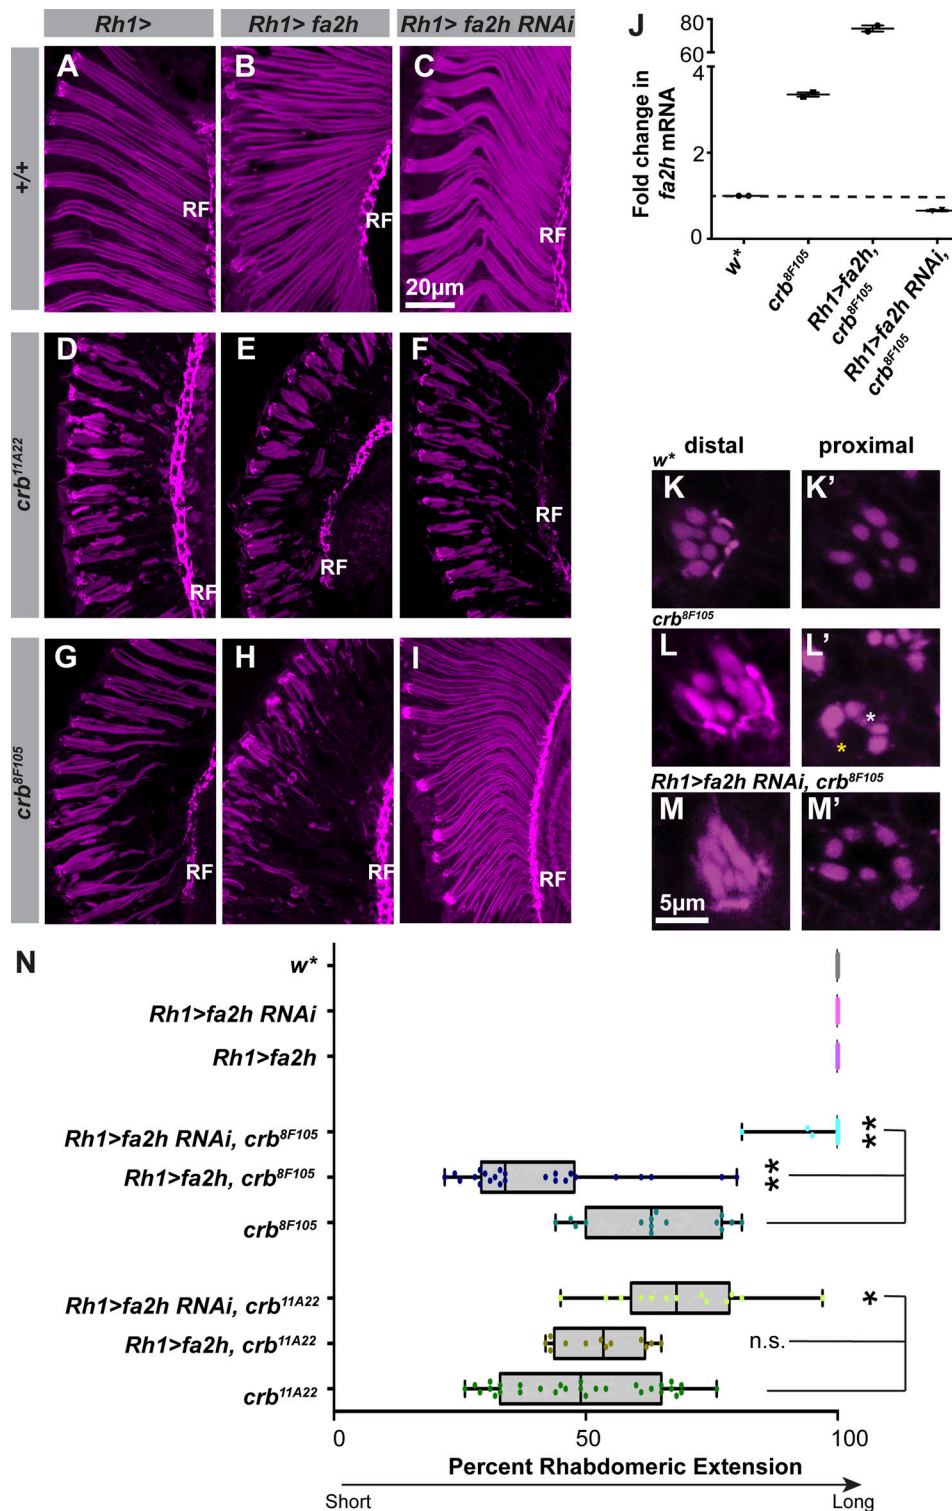 Rh1> Rh1> fa2h Rh1> fa2h RNAi
+/+
A B C
RF RF RF
20µm
crb11A22
D E F
RF RF RF
crb8F105
G H I
RF RF RF
J
Fold change in
fa2h mRNA
80
60
4
2
0
w*
crb8F105
Rh1>fa2h,
crb8F105
Rh1>fa2h RNAi,
crb8F105
distal proximal
w*
K K'
crb8F105
L L'
* *
Rh1>fa2h RNAi, crb8F105
M M'
5µm
N
w*
Rh1>fa2h RNAi
Rh1>fa2h
Rh1>fa2h RNAi, crb8F105 **
Rh1>fa2h, crb8F105 **
crb8F105
Rh1>fa2h RNAi, crb11A22 *
Rh1>fa2h, crb11A22 n.s.
crb11A22
0 50 100
Percent Rhabdomeric Extension
Short Long